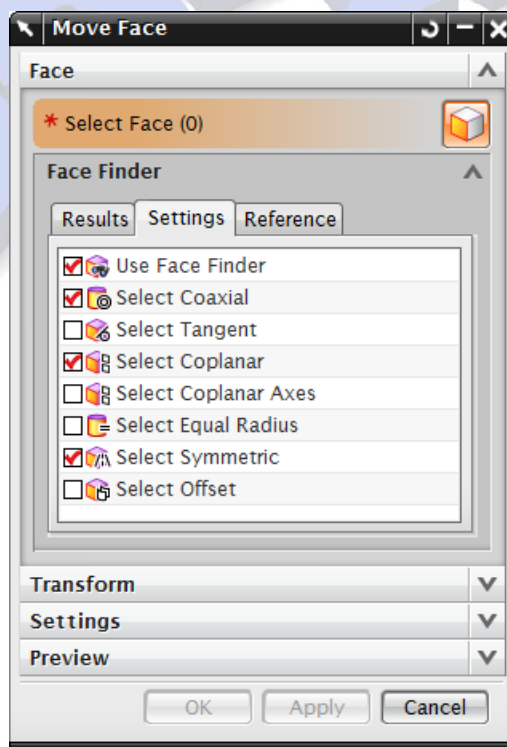 Move Face
Face
* Select Face (0)
Face Finder
Results Settings Reference
Use Face Finder
Select Coaxial
Select Tangent
Select Coplanar
Select Coplanar Axes
Select Equal Radius
Select Symmetric
Select Offset
Transform
Settings
Preview
OK Apply Cancel